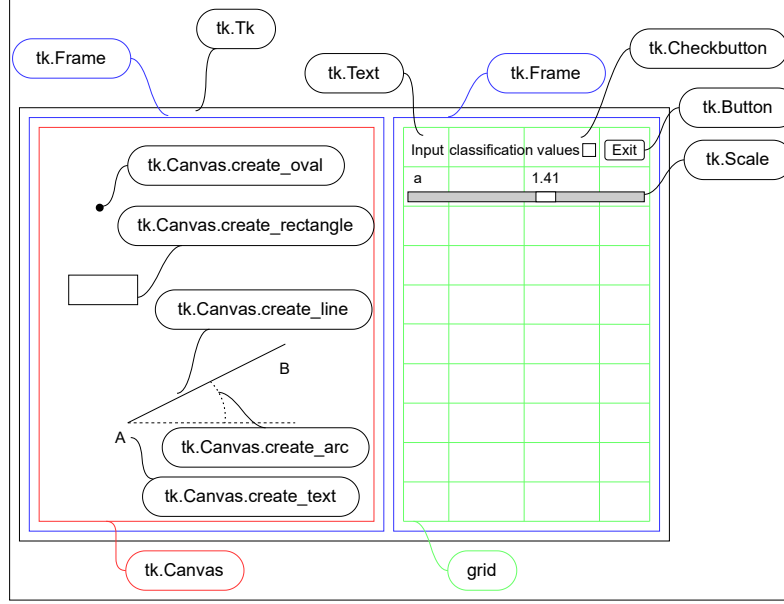 tk.Tk
tk.Frame
tk.Text
tk.Frame
tk.Checkbutton
tk.Button
tk.Scale
tk.Canvas.create_oval
tk.Canvas.create_rectangle
tk.Canvas.create_line
B
A
tk.Canvas.create_arc
tk.Canvas.create_text
Input classification values
Exit
a 1.41
tk.Canvas
grid